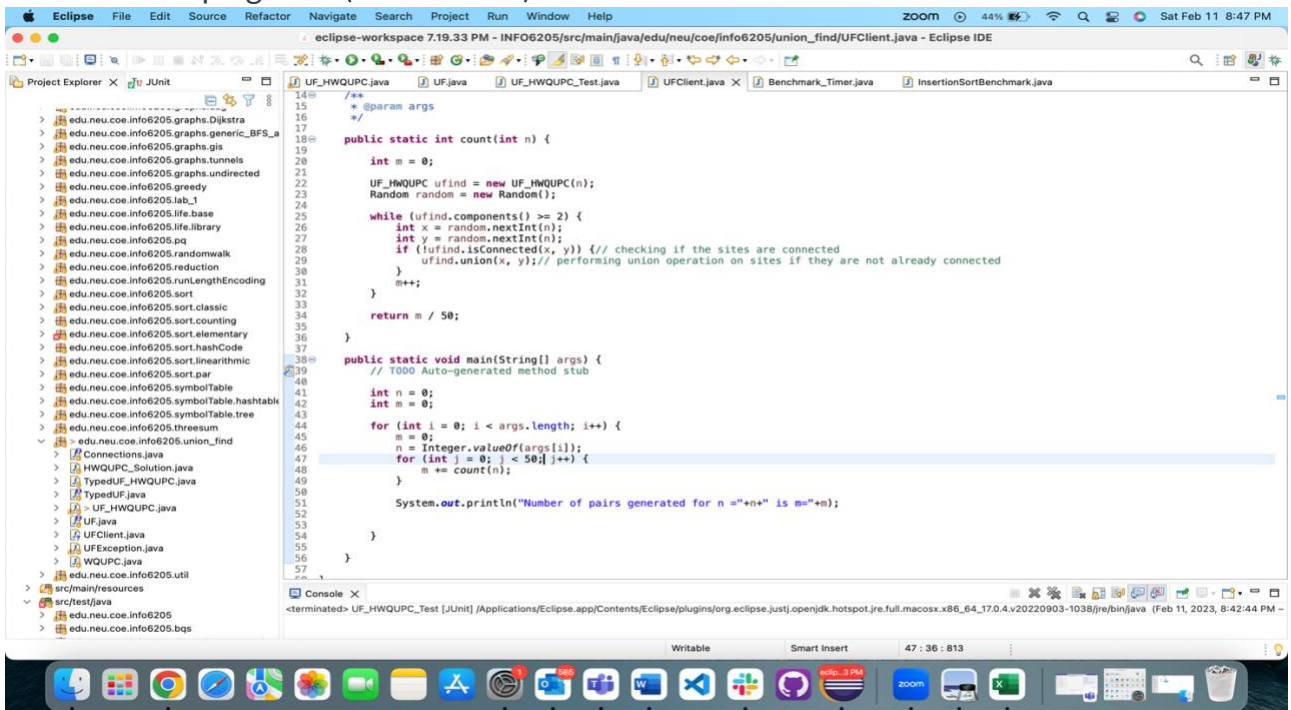 Eclipse File Edit Source Refactor Navigate Search Project Run Window Help zoom 44% Sat Feb 11 8:47 PM
eclipse-workspace 7.19.33 PM - INFO6205/src/main/java/edu/neu/coe/info6205/union_find/UFClient.java - Eclipse IDE
Project Explorer JUnit
edu.neu.coe.info6205.graphs.Dijkstra
edu.neu.coe.info6205.graphs.generic_BFS_a
edu.neu.coe.info6205.graphs.gis
edu.neu.coe.info6205.graphs.tunnels
edu.neu.coe.info6205.graphs.undirected
edu.neu.coe.info6205.greedy
edu.neu.coe.info6205.lab_1
edu.neu.coe.info6205.life.base
edu.neu.coe.info6205.life.library
edu.neu.coe.info6205.pq
edu.neu.coe.info6205.randomwalk
edu.neu.coe.info6205.reduction
edu.neu.coe.info6205.runLengthEncoding
edu.neu.coe.info6205.sort
edu.neu.coe.info6205.sort.classic
edu.neu.coe.info6205.sort.counting
edu.neu.coe.info6205.sort.elementary
edu.neu.coe.info6205.sort.hashCode
edu.neu.coe.info6205.sort.linearithmic
edu.neu.coe.info6205.sort.par
edu.neu.coe.info6205.symbolTable
edu.neu.coe.info6205.symbolTable.hashtable
edu.neu.coe.info6205.symbolTable.tree
edu.neu.coe.info6205.threesum
> edu.neu.coe.info6205.union_find
Connections.java
HWQUPC_Solution.java
TypedUF_HWQUPC.java
TypedUF.java
> UF_HWQUPC.java
UF.java
UFClient.java
UFException.java
WQUPC.java
edu.neu.coe.info6205.util
src/main/resources
src/test/java
edu.neu.coe.info6205
edu.neu.coe.info6205.bqs
UF_HWQUPC.java UF.java UF_HWQUPC_Test.java UFClient.java Benchmark_Timer.java InsertionSortBenchmark.java
14 /**
15 * @param args
16 */
17
18 public static int count(int n) {
19
20 int m = 0;
21
22 UF_HWQUPC ufind = new UF_HWQUPC(n);
23 Random random = new Random();
24
25 while (ufind.components() >= 2) {
26 int x = random.nextInt(n);
27 int y = random.nextInt(n);
28 if (!ufind.isConnected(x, y)) {// checking if the sites are connected
29 ufind.union(x, y);// performing union operation on sites if they are not already connected
30 }
31 m++;
32 }
33
34 return m / 50;
35
36 }
37
38 public static void main(String[] args) {
39 // TODO Auto-generated method stub
40
41 int n = 0;
42 int m = 0;
43
44 for (int i = 0; i < args.length; i++) {
45 m = 0;
46 n = Integer.valueOf(args[i]);
47 for (int j = 0; j < 50; j++) {
48 m += count(n);
49 }
50
51 System.out.println("Number of pairs generated for n ="+n+" is m="+m);
52
53
54 }
55
56 }
57
Console
<terminated> UF_HWQUPC_Test [JUnit] /Applications/Eclipse.app/Contents/Eclipse/plugins/org.eclipse.justj.openjdk.hotspot.jre.full.macosx.x86_64_17.0.4.v20220903-1038/jre/bin/java (Feb 11, 2023, 8:42:44 PM –
Writable Smart Insert 47 : 36 : 813